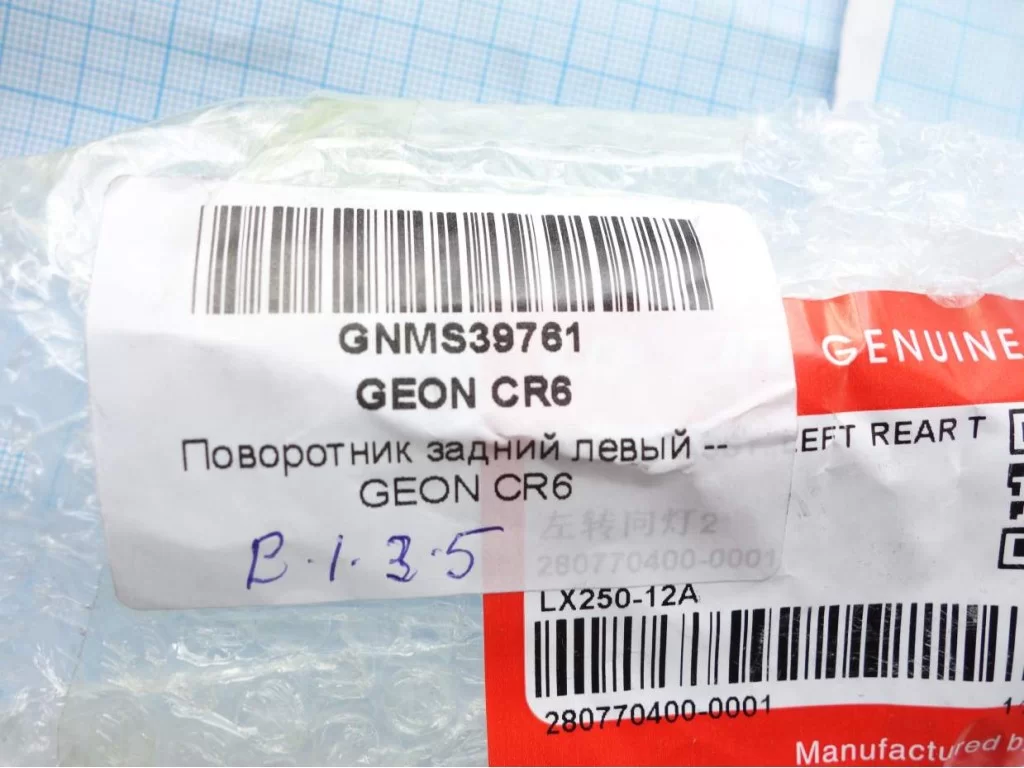 GNMS39761
GEON CR6
Поворотник задний левый --
GEON CR6
В.1.3.5
GENUINE
LEFT REAR T
左转向灯2
280770400-0001
LX250-12A
280770400-0001
Manufactured b